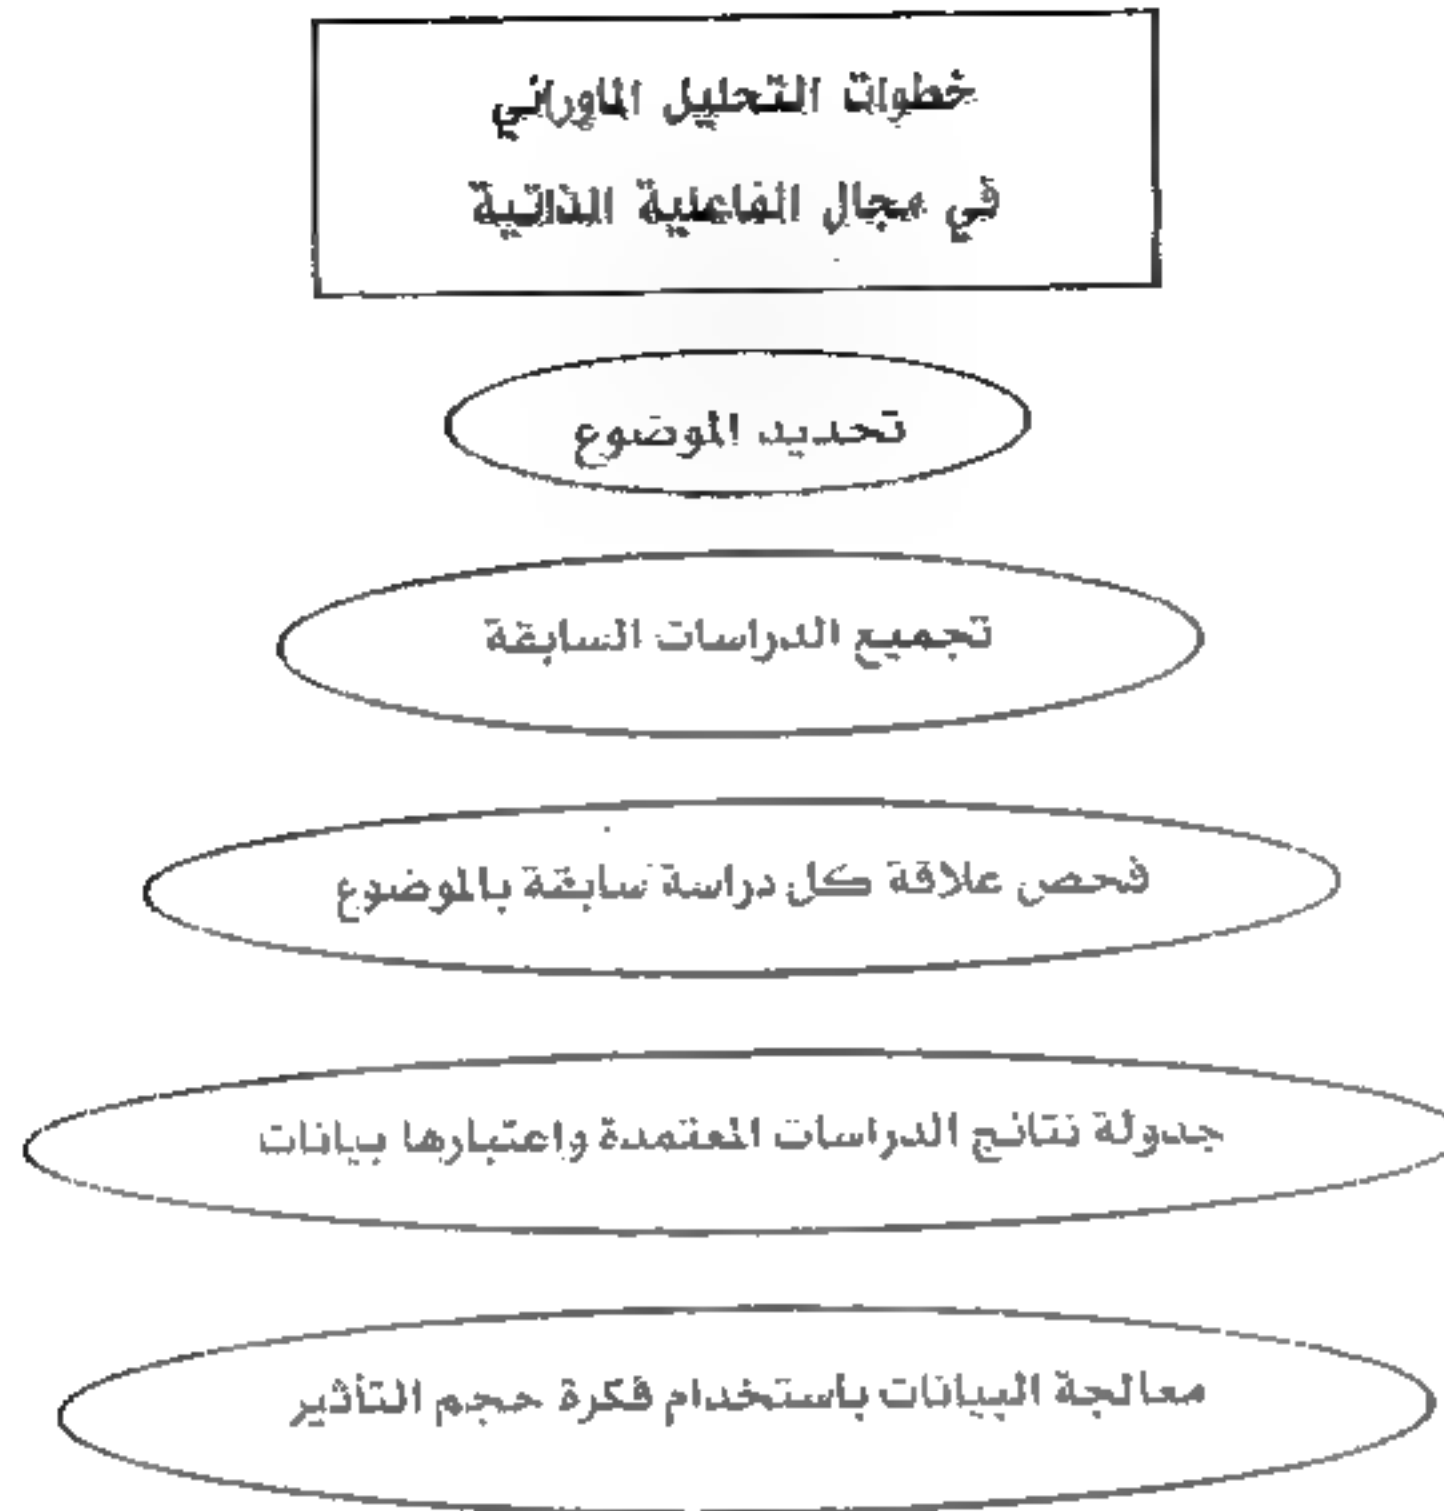 خطوات التحليل الماورائي
في مجال الفاعلية الذاتية
تحديد الموضوع
تجميع الدراسات السابقة
فحص علاقة كل دراسة سابقة بالموضوع
جدولة نتائج الدراسات المعتمدة واعتبارها بيانات
معالجة البيانات باستخدام فكرة حجم التأثير